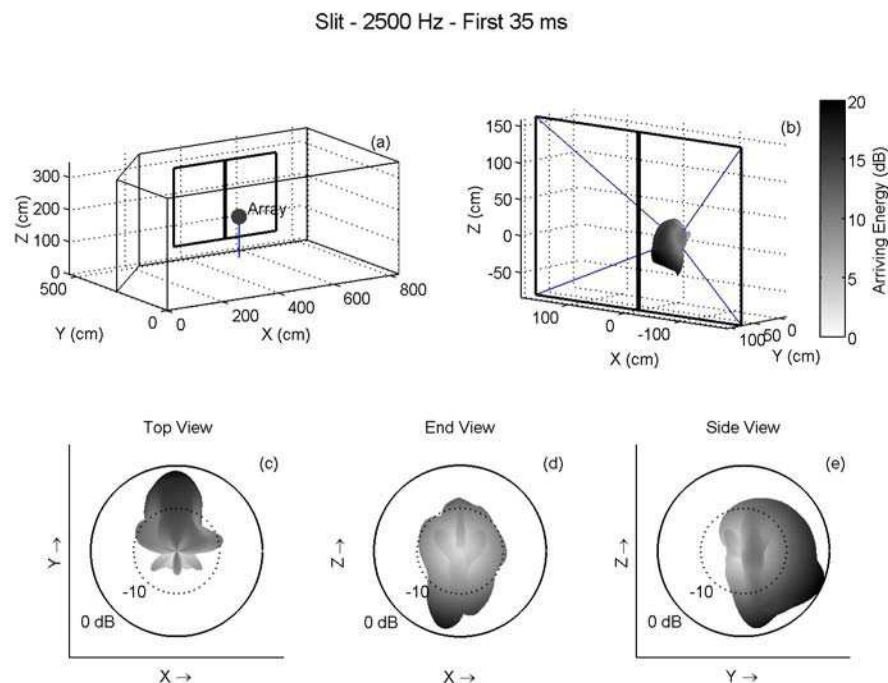 Slit - 2500 Hz - First 35 ms
(a)
Z (cm)
300
200
100
0
Array
500
0
Y (cm)
0
200
400
600
800
X (cm)
(b)
Z (cm)
150
100
50
0
-50
100
0
-100
X (cm)
100
50
0
Y (cm)
20
15
10
5
0
Arriving Energy (dB)
Top View
(c)
Y →
-10
0 dB
X →
End View
(d)
Z →
-10
0 dB
X →
Side View
(e)
Z →
-10
0 dB
Y →